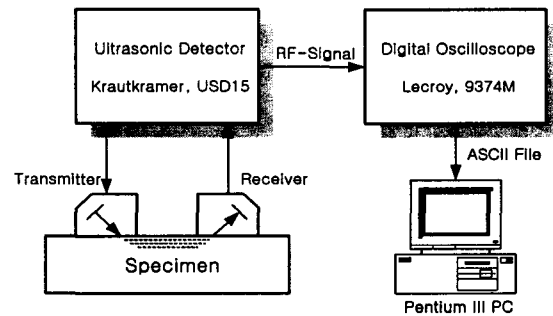 Ultrasonic Detector
Krautkramer, USD15
RF-Signal
Digital Oscilloscope
Lecroy, 9374M
ASCII File
Transmitter
Receiver
Specimen
Pentium III PC